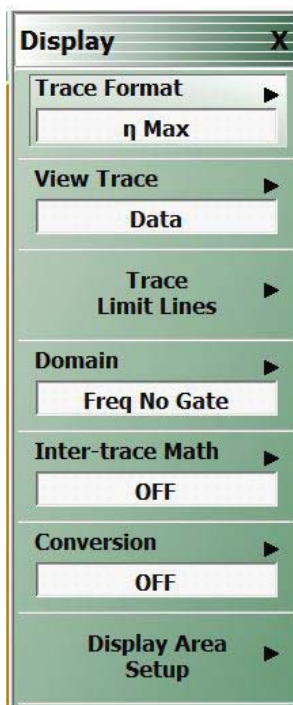 Display X
Trace Format
η Max
View Trace
Data
Trace
Limit Lines
Domain
Freq No Gate
Inter-trace Math
OFF
Conversion
OFF
Display Area
Setup